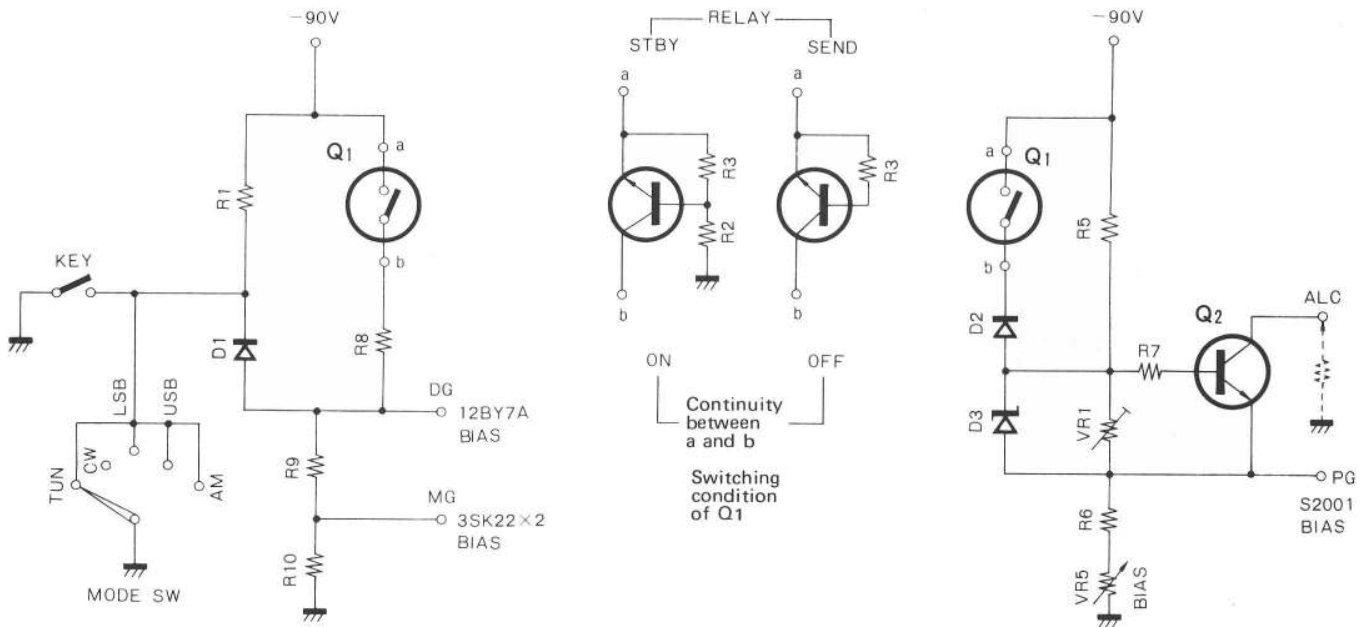 −90V
Q1
a
b
R1
KEY
D1
R8
LSB
USB
CW
TUN
AM
MODE SW
DG
12BY7A
BIAS
R9
MG
3SK22×2
BIAS
R10
RELAY
STBY
SEND
a
a
R3
R2
R3
b
b
ON
OFF
Continuity
between
a and b
Switching
condition
of Q1
−90V
a
Q1
b
R5
D2
D3
R7
Q2
ALC
VR1
PG
S2001
BIAS
R6
VR5
BIAS